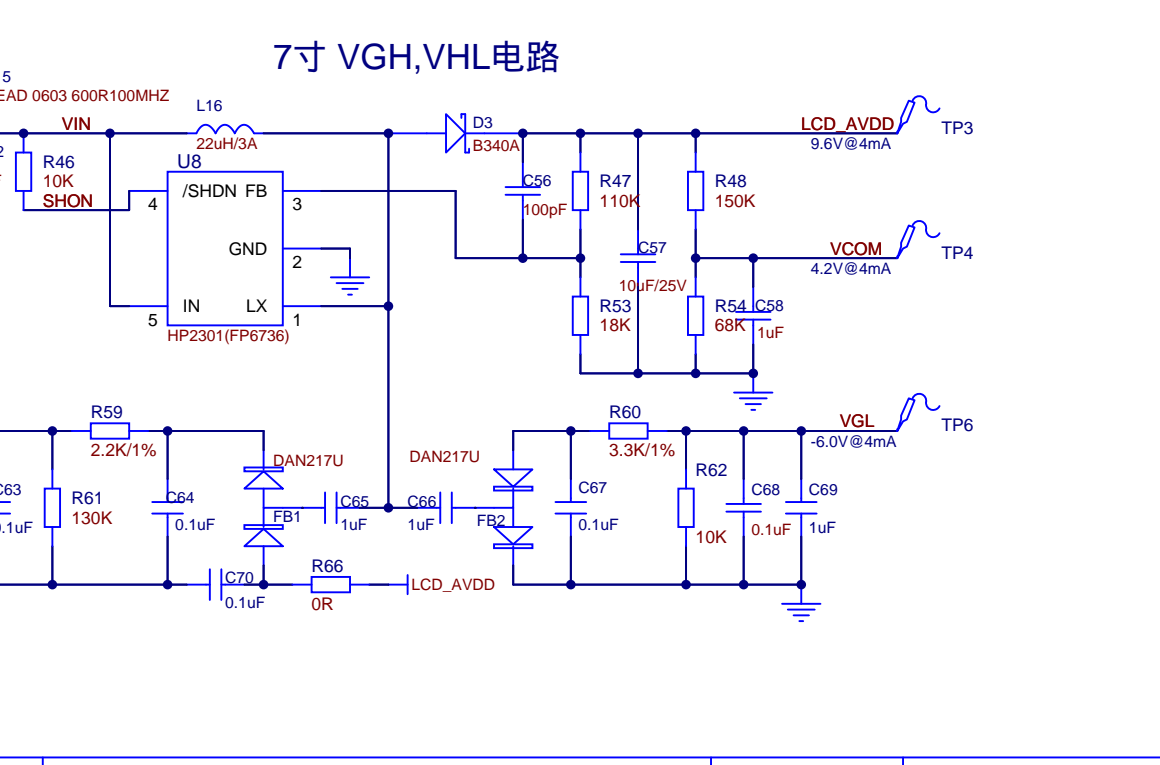 7寸 VGH,VHL电路
5
EAD 0603 600R100MHZ
VIN
L16
22uH/3A
D3
B340A
LCD_AVDD
9.6V@4mA
TP3
2
R46
10K
SHON
U8
/SHDN FB
4
3
GND
2
IN LX
5
1
HP2301(FP6736)
C56
100pF
R47
110K
R48
150K
C57
10uF/25V
VCOM
4.2V@4mA
TP4
R53
18K
R54
68K
C58
1uF
R59
2.2K/1%
DAN217U
DAN217U
R60
3.3K/1%
VGL
-6.0V@4mA
TP6
C63
0.1uF
R61
130K
C64
0.1uF
FB1
C65
1uF
C66
1uF
FB2
C67
0.1uF
R62
10K
C68
0.1uF
C69
1uF
C70
0.1uF
R66
0R
LCD_AVDD